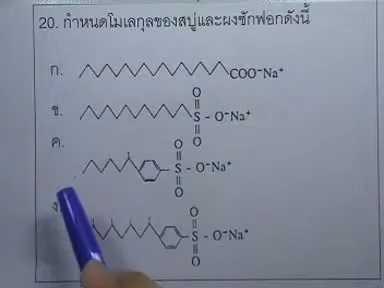 20. กำหนดโมเลกุลของสบู่และผงซักฟอกดังนี้
ก. COO⁻Na⁺
ข. O S - O⁻Na⁺ O
ค. O S - O⁻Na⁺ O
ง O S - O⁻Na⁺ O